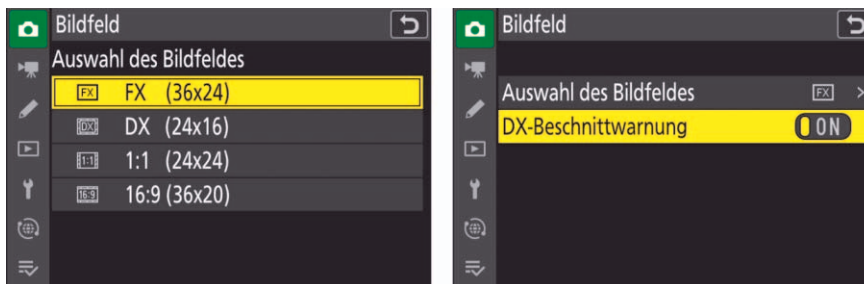 Bildfeld
Auswahl des Bildfeldes
FX FX (36x24)
DX DX (24x16)
1:1 1:1 (24x24)
16:9 16:9 (36x20)
Bildfeld
Auswahl des Bildfeldes FX >
DX-Beschnittwarnung ON